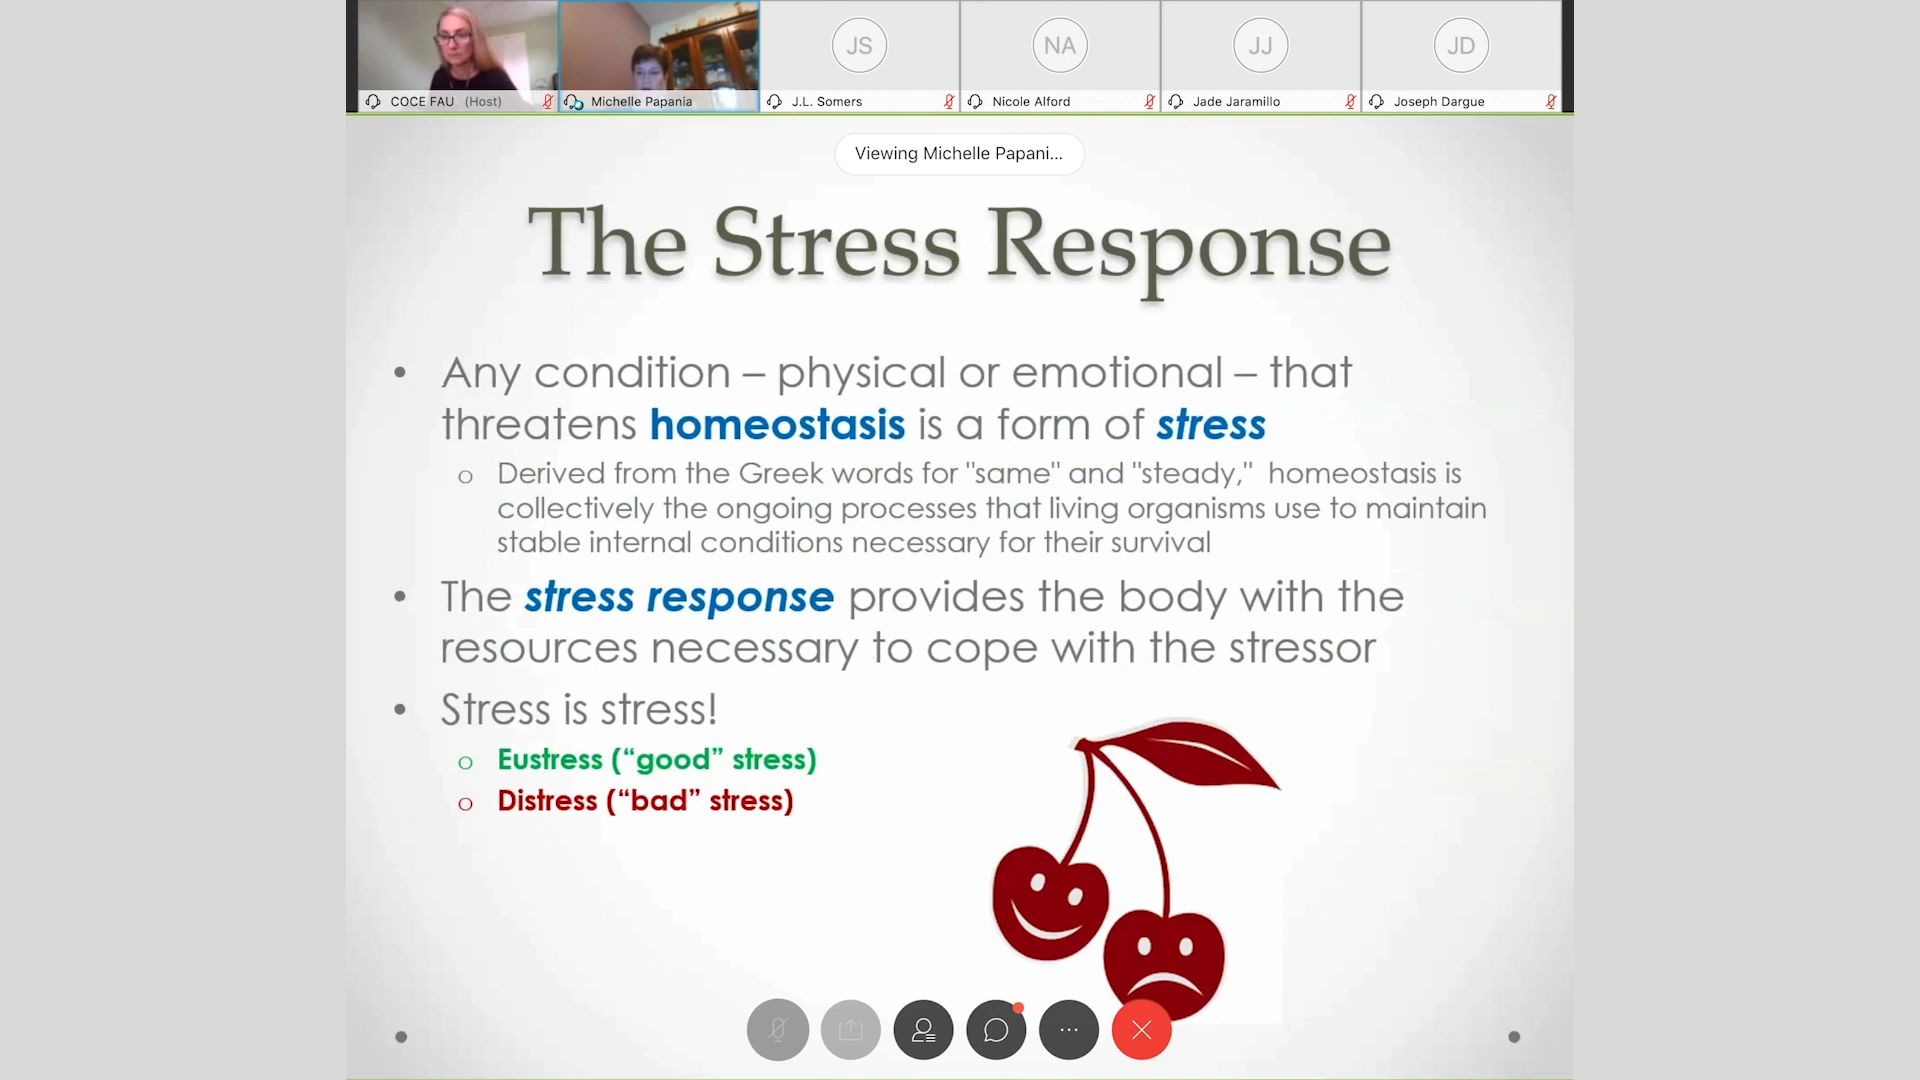 JS
NA
JJ
JD
COCE FAU (Host)
Michelle Papania
J.L. Somers
Nicole Alford
Jade Jaramillo
Joseph Dargue
Viewing Michelle Papani...
The Stress Response
• Any condition – physical or emotional – that
threatens homeostasis is a form of stress
o Derived from the Greek words for "same" and "steady," homeostasis is
collectively the ongoing processes that living organisms use to maintain
stable internal conditions necessary for their survival
• The stress response provides the body with the
resources necessary to cope with the stressor
• Stress is stress!
o Eustress (“good” stress)
o Distress (“bad” stress)